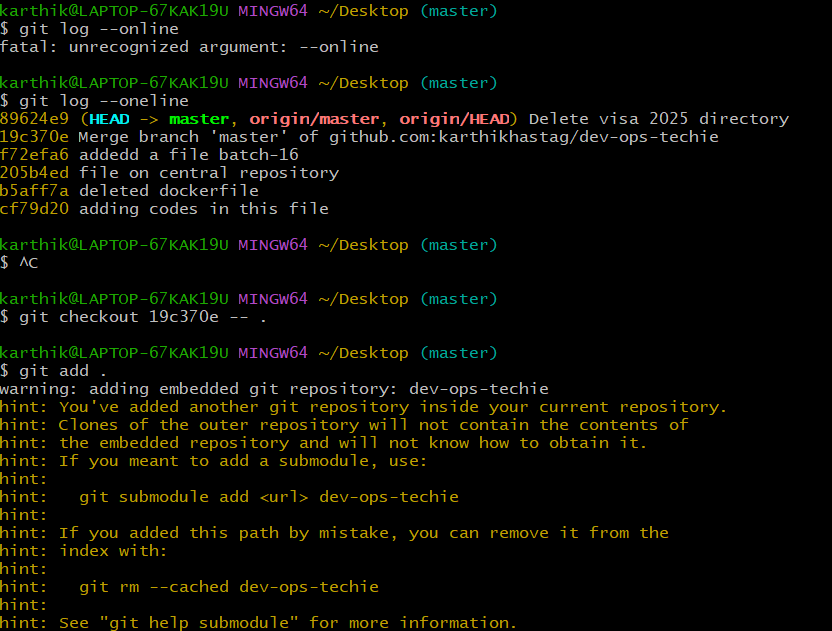 karthik@LAPTOP-67KAK19U MINGW64 ~/Desktop (master)
$ git log --online
fatal: unrecognized argument: --online
karthik@LAPTOP-67KAK19U MINGW64 ~/Desktop (master)
$ git log --oneline
89624e9 (HEAD -> master, origin/master, origin/HEAD) Delete visa 2025 directory
19c370e Merge branch 'master' of github.com:karthikhastag/dev-ops-techie
f72efa6 addedd a file batch-16
205b4ed file on central repository
b5aff7a deleted dockerfile
cf79d20 adding codes in this file
karthik@LAPTOP-67KAK19U MINGW64 ~/Desktop (master)
$ ^C
karthik@LAPTOP-67KAK19U MINGW64 ~/Desktop (master)
$ git checkout 19c370e -- .
karthik@LAPTOP-67KAK19U MINGW64 ~/Desktop (master)
$ git add .
warning: adding embedded git repository: dev-ops-techie
hint: You've added another git repository inside your current repository.
hint: Clones of the outer repository will not contain the contents of
hint: the embedded repository and will not know how to obtain it.
hint: If you meant to add a submodule, use:
hint:
hint:   git submodule add <url> dev-ops-techie
hint:
hint: If you added this path by mistake, you can remove it from the
hint: index with:
hint:
hint:   git rm --cached dev-ops-techie
hint:
hint: See "git help submodule" for more information.